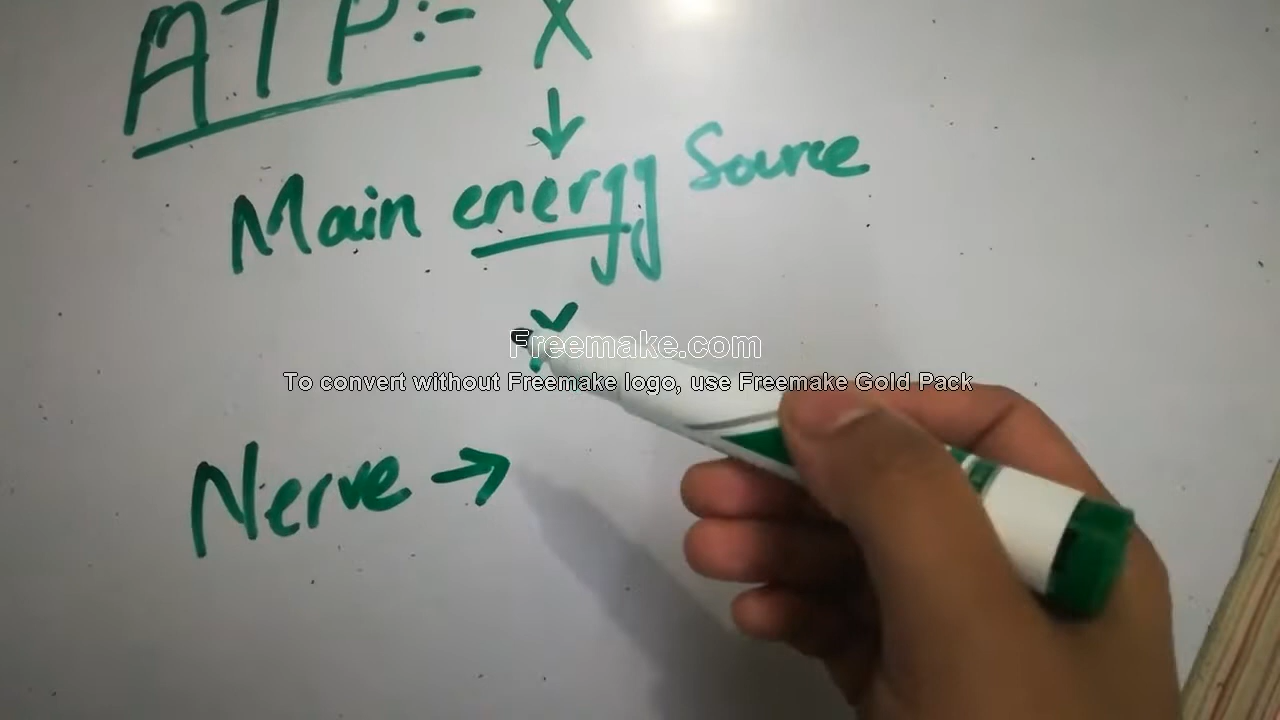 ATP:- X
↓
Main energy Source
Freemake.com
To convert without Freemake logo, use Freemake Gold Pack
Nerve →